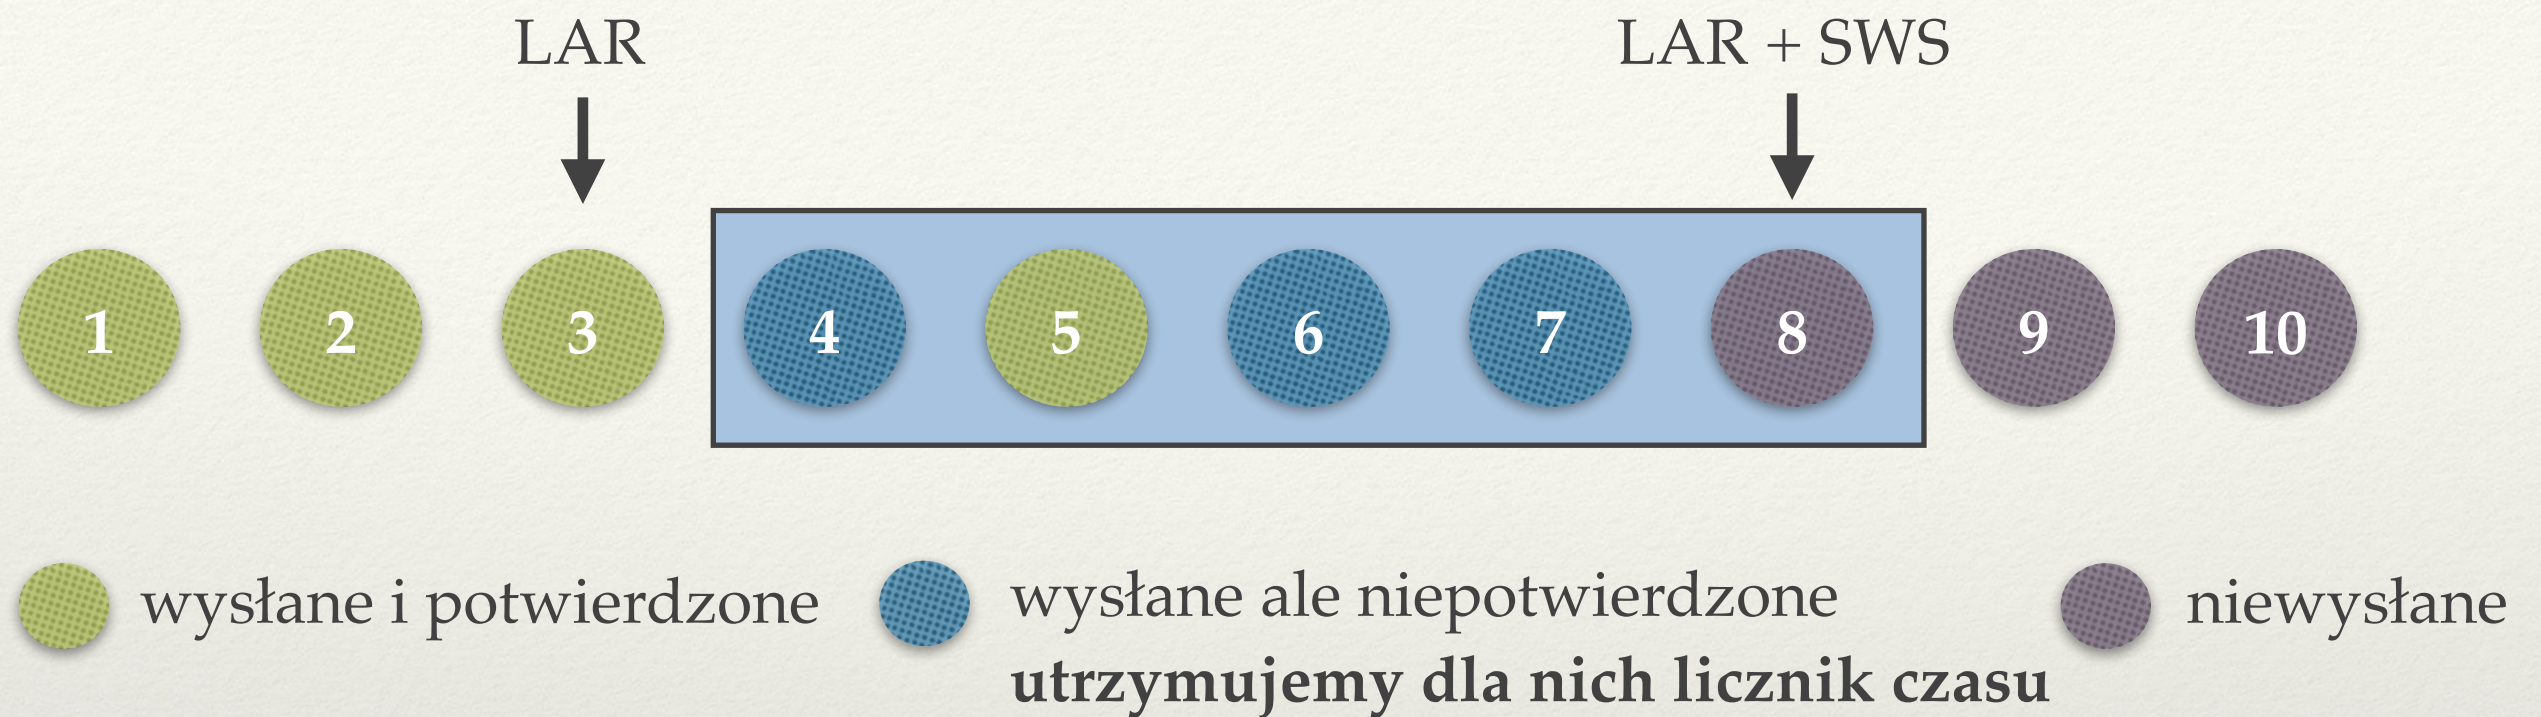 LAR LAR + SWS
1 2 3 4 5 6 7 8 9 10
wysłane i potwierdzone wysłane ale niepotwierdzone niewysłane
utrzymujemy dla nich licznik czasu